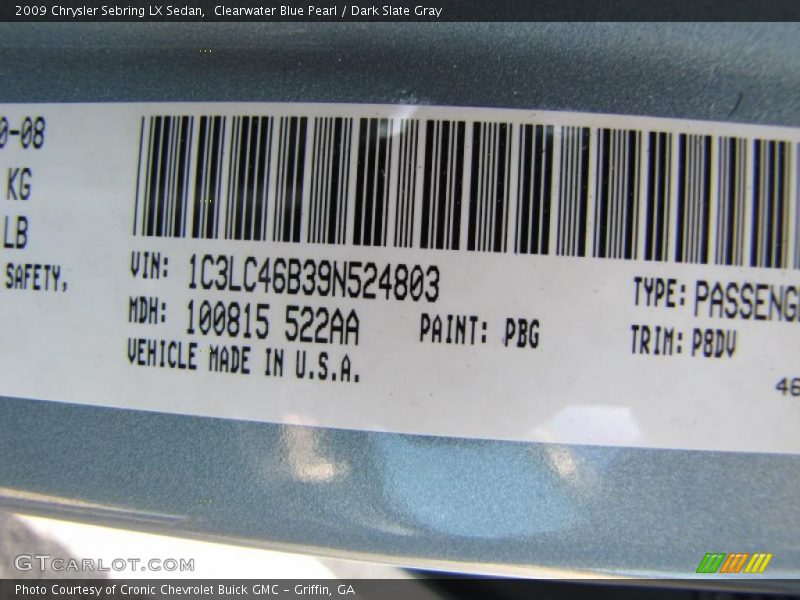 2009 Chrysler Sebring LX Sedan,  Clearwater Blue Pearl / Dark Slate Gray
0-08
KG
LB
SAFETY,
VIN: 1C3LC46B39N524803
MDH: 100815 522AA
PAINT: PBG
VEHICLE MADE IN U.S.A.
TYPE: PASSENG
TRIM: P8DV
46
GTCARLOT.COM
Photo Courtesy of Cronic Chevrolet Buick GMC – Griffin, GA